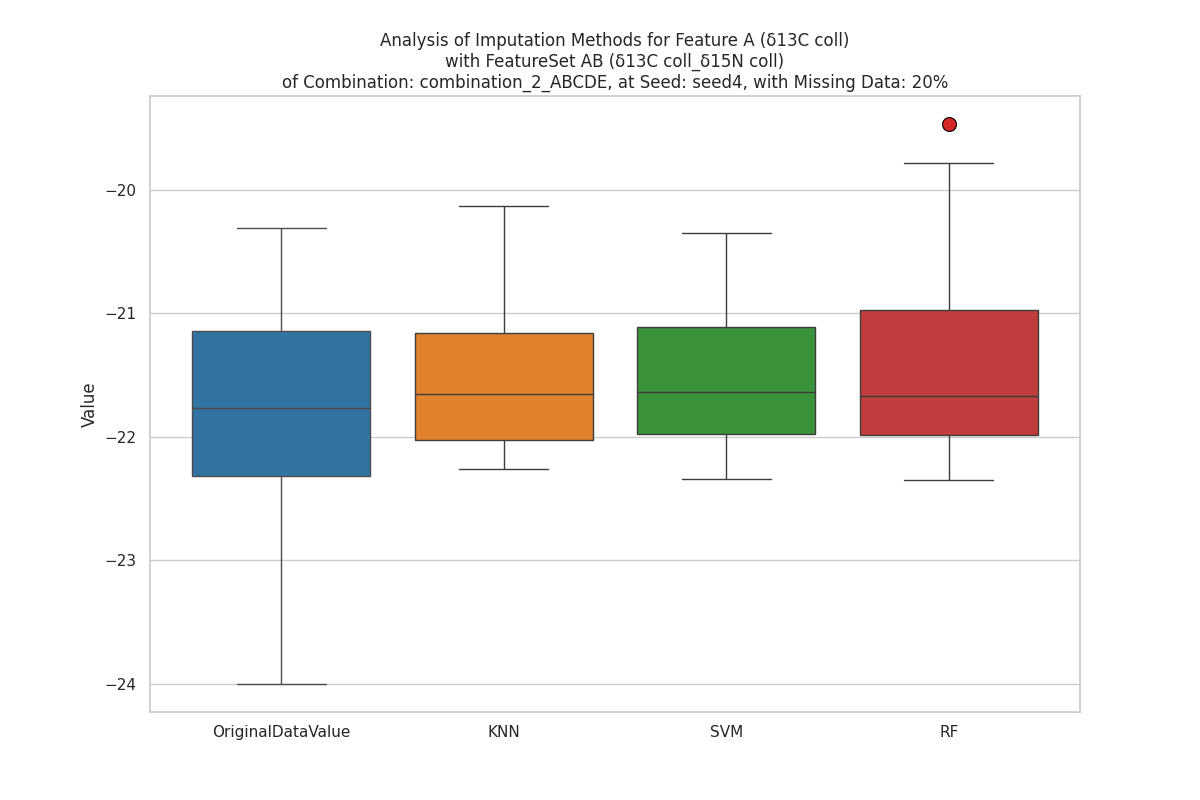 Analysis of Imputation Methods for Feature A (δ13C coll)
with FeatureSet AB (δ13C coll_δ15N coll)
of Combination: combination_2_ABCDE, at Seed: seed4, with Missing Data: 20%
Value
−20
−21
−22
−23
−24
OriginalDataValue
KNN
SVM
RF